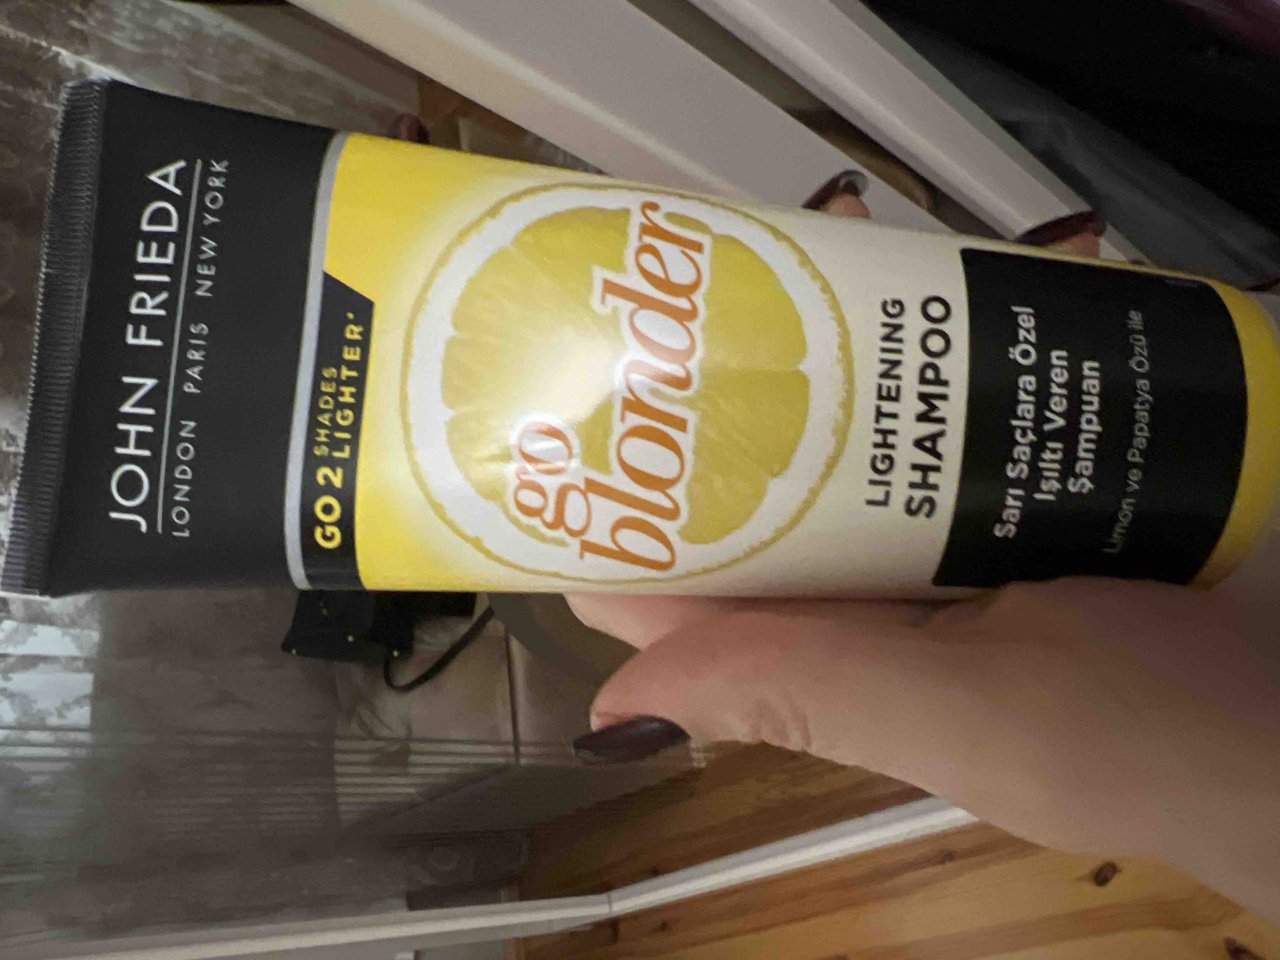 JOHN FRIEDA
LONDON PARIS NEW YORK
GO 2 SHADES
LIGHTER*
go
blonder
LIGHTENING
SHAMPOO
Sarı Saçlara Özel
Işıltı Veren
Şampuan
Limon ve Papatya Özü ile